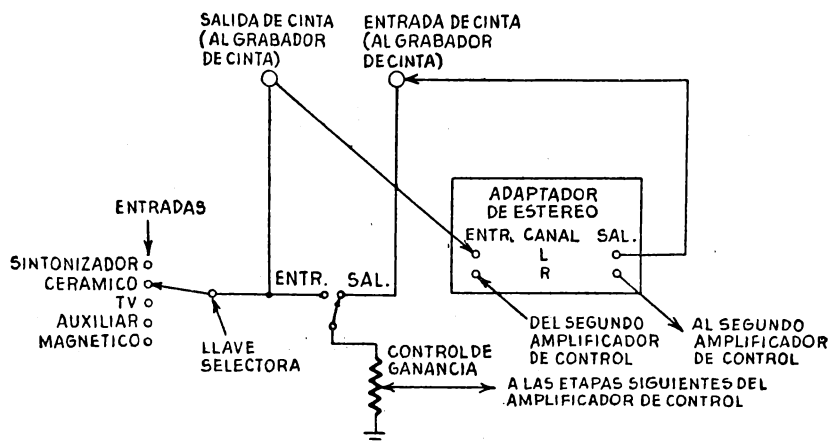 SALIDA DE CINTA
(AL GRABADOR
DE CINTA)
ENTRADA DE CINTA
(AL GRABADOR
DE CINTA)
ADAPTADOR
DE ESTEREO
ENTR. CANAL SAL.
L
R
ENTRADAS
SINTONIZADOR
CERAMICO
TV
AUXILIAR
MAGNETICO
ENTR. SAL.
LLAVE
SELECTORA
DEL SEGUNDO
AMPLIFICADOR
DE CONTROL
AL SEGUNDO
AMPLIFICADOR
DE CONTROL
CONTROL DE
GANANCIA
A LAS ETAPAS SIGUIENTES DEL
AMPLIFICADOR DE CONTROL